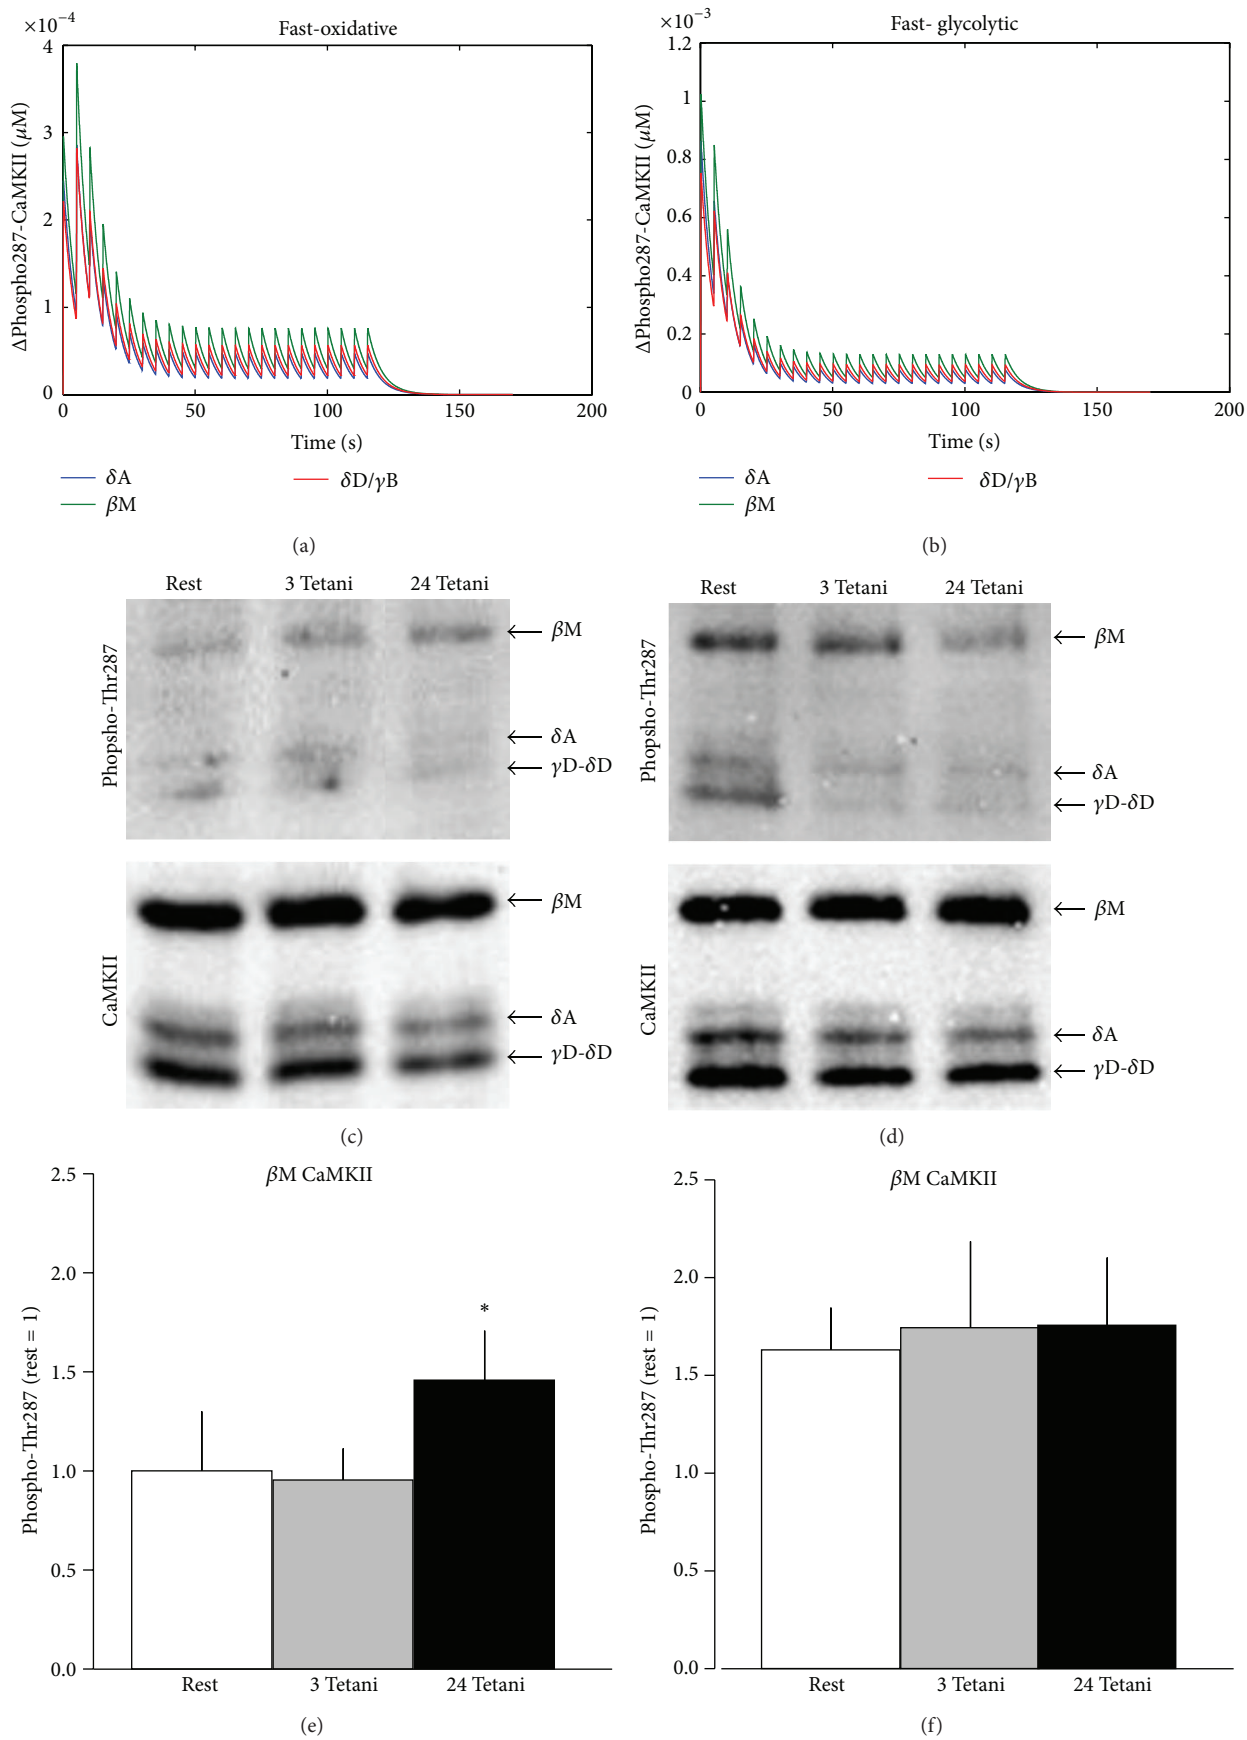 ×10⁻⁴
Fast-oxidative
4
3
2
1
0
ΔPhospho287-CaMKII (μM)
0 50 100 150 200
Time (s)
δA
βM
δD/γB
(a)
×10⁻³
Fast- glycolytic
1.2
1
0.8
0.6
0.4
0.2
0
ΔPhospho287-CaMKII (μM)
0 50 100 150 200
Time (s)
δA
βM
δD/γB
(b)
Rest 3 Tetani 24 Tetani
Phopsho-Thr287
βM
δA
γD-δD
CaMKII
βM
δA
γD-δD
(c)
Rest 3 Tetani 24 Tetani
Phopsho-Thr287
βM
δA
γD-δD
CaMKII
βM
δA
γD-δD
(d)
βM CaMKII
2.5
2.0
1.5
1.0
0.5
0.0
Phospho-Thr287 (rest = 1)
*
Rest 3 Tetani 24 Tetani
(e)
βM CaMKII
2.5
2.0
1.5
1.0
0.5
0.0
Phospho-Thr287 (rest = 1)
Rest 3 Tetani 24 Tetani
(f)